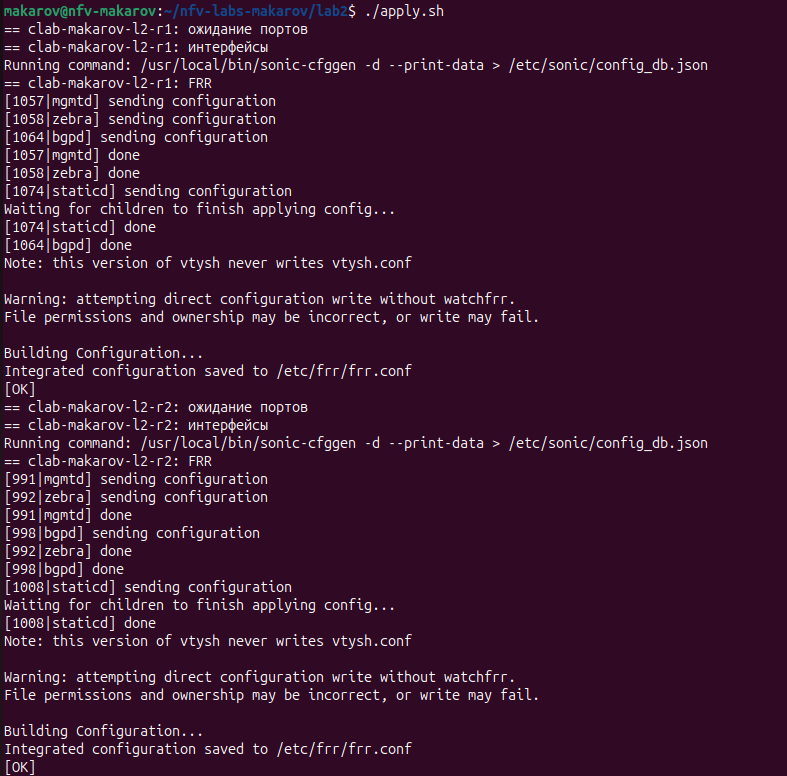 makarov@nfv-makarov:~/nfv-labs-makarov/lab2$ ./apply.sh
== clab-makarov-l2-r1: ожидание портов
== clab-makarov-l2-r1: интерфейсы
Running command: /usr/local/bin/sonic-cfggen -d --print-data > /etc/sonic/config_db.json
== clab-makarov-l2-r1: FRR
[1057|mgmtd] sending configuration
[1058|zebra] sending configuration
[1064|bgpd] sending configuration
[1057|mgmtd] done
[1058|zebra] done
[1074|staticd] sending configuration
Waiting for children to finish applying config...
[1074|staticd] done
[1064|bgpd] done
Note: this version of vtysh never writes vtysh.conf

Warning: attempting direct configuration write without watchfrr.
File permissions and ownership may be incorrect, or write may fail.

Building Configuration...
Integrated configuration saved to /etc/frr/frr.conf
[OK]
== clab-makarov-l2-r2: ожидание портов
== clab-makarov-l2-r2: интерфейсы
Running command: /usr/local/bin/sonic-cfggen -d --print-data > /etc/sonic/config_db.json
== clab-makarov-l2-r2: FRR
[991|mgmtd] sending configuration
[992|zebra] sending configuration
[991|mgmtd] done
[998|bgpd] sending configuration
[992|zebra] done
[998|bgpd] done
[1008|staticd] sending configuration
Waiting for children to finish applying config...
[1008|staticd] done
Note: this version of vtysh never writes vtysh.conf

Warning: attempting direct configuration write without watchfrr.
File permissions and ownership may be incorrect, or write may fail.

Building Configuration...
Integrated configuration saved to /etc/frr/frr.conf
[OK]